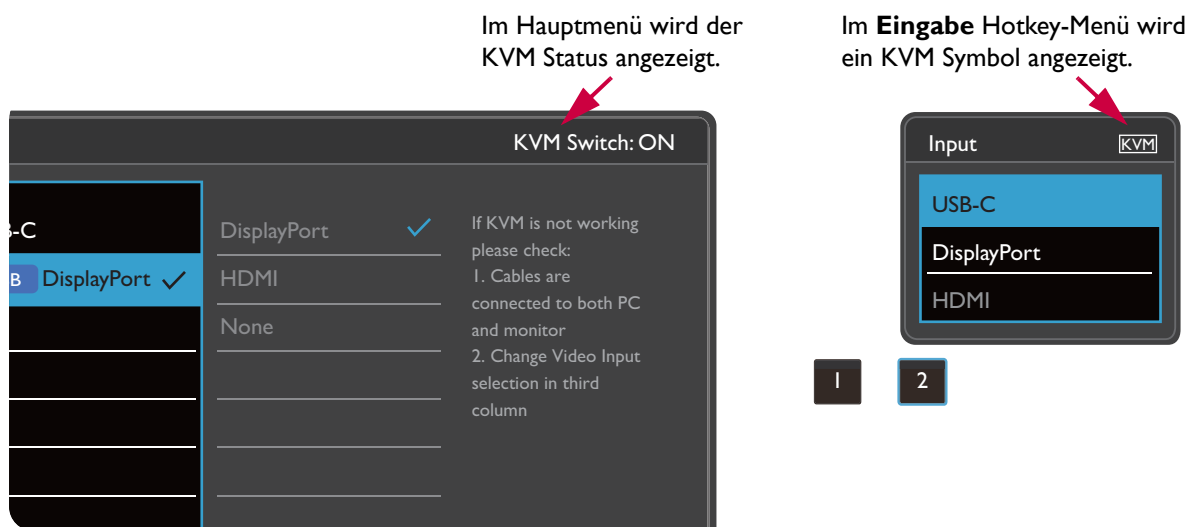 Im Hauptmenü wird der
KVM Status angezeigt.
Im Eingabe Hotkey-Menü wird
ein KVM Symbol angezeigt.
KVM Switch: ON
-C
B DisplayPort
DisplayPort
HDMI
None
If KVM is not working
please check:
1. Cables are
connected to both PC
and monitor
2. Change Video Input
selection in third
column
Input KVM
USB-C
DisplayPort
HDMI
1 2